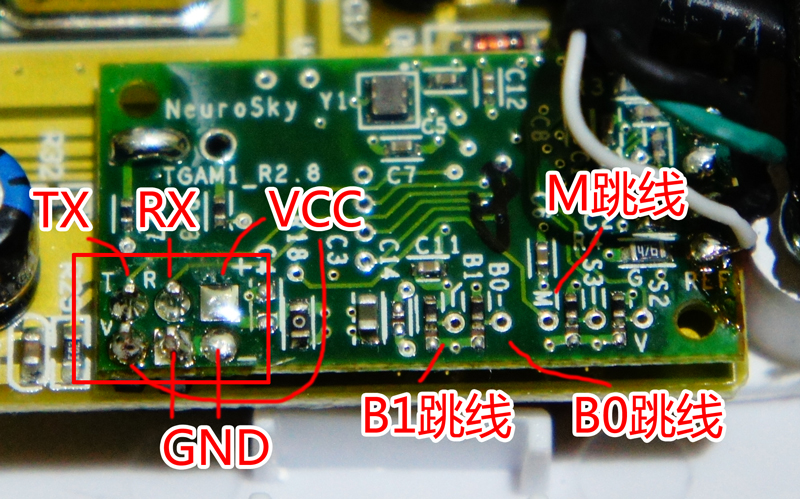 C12
NeuroSky
Y1
C5
TGAM1_R2.8
C7
TX
RX
VCC
M跳线
T
R
+
C3
C14
C11
B1
B0
M
S3
G
S2
REF
V
V
GND
B1跳线
B0跳线